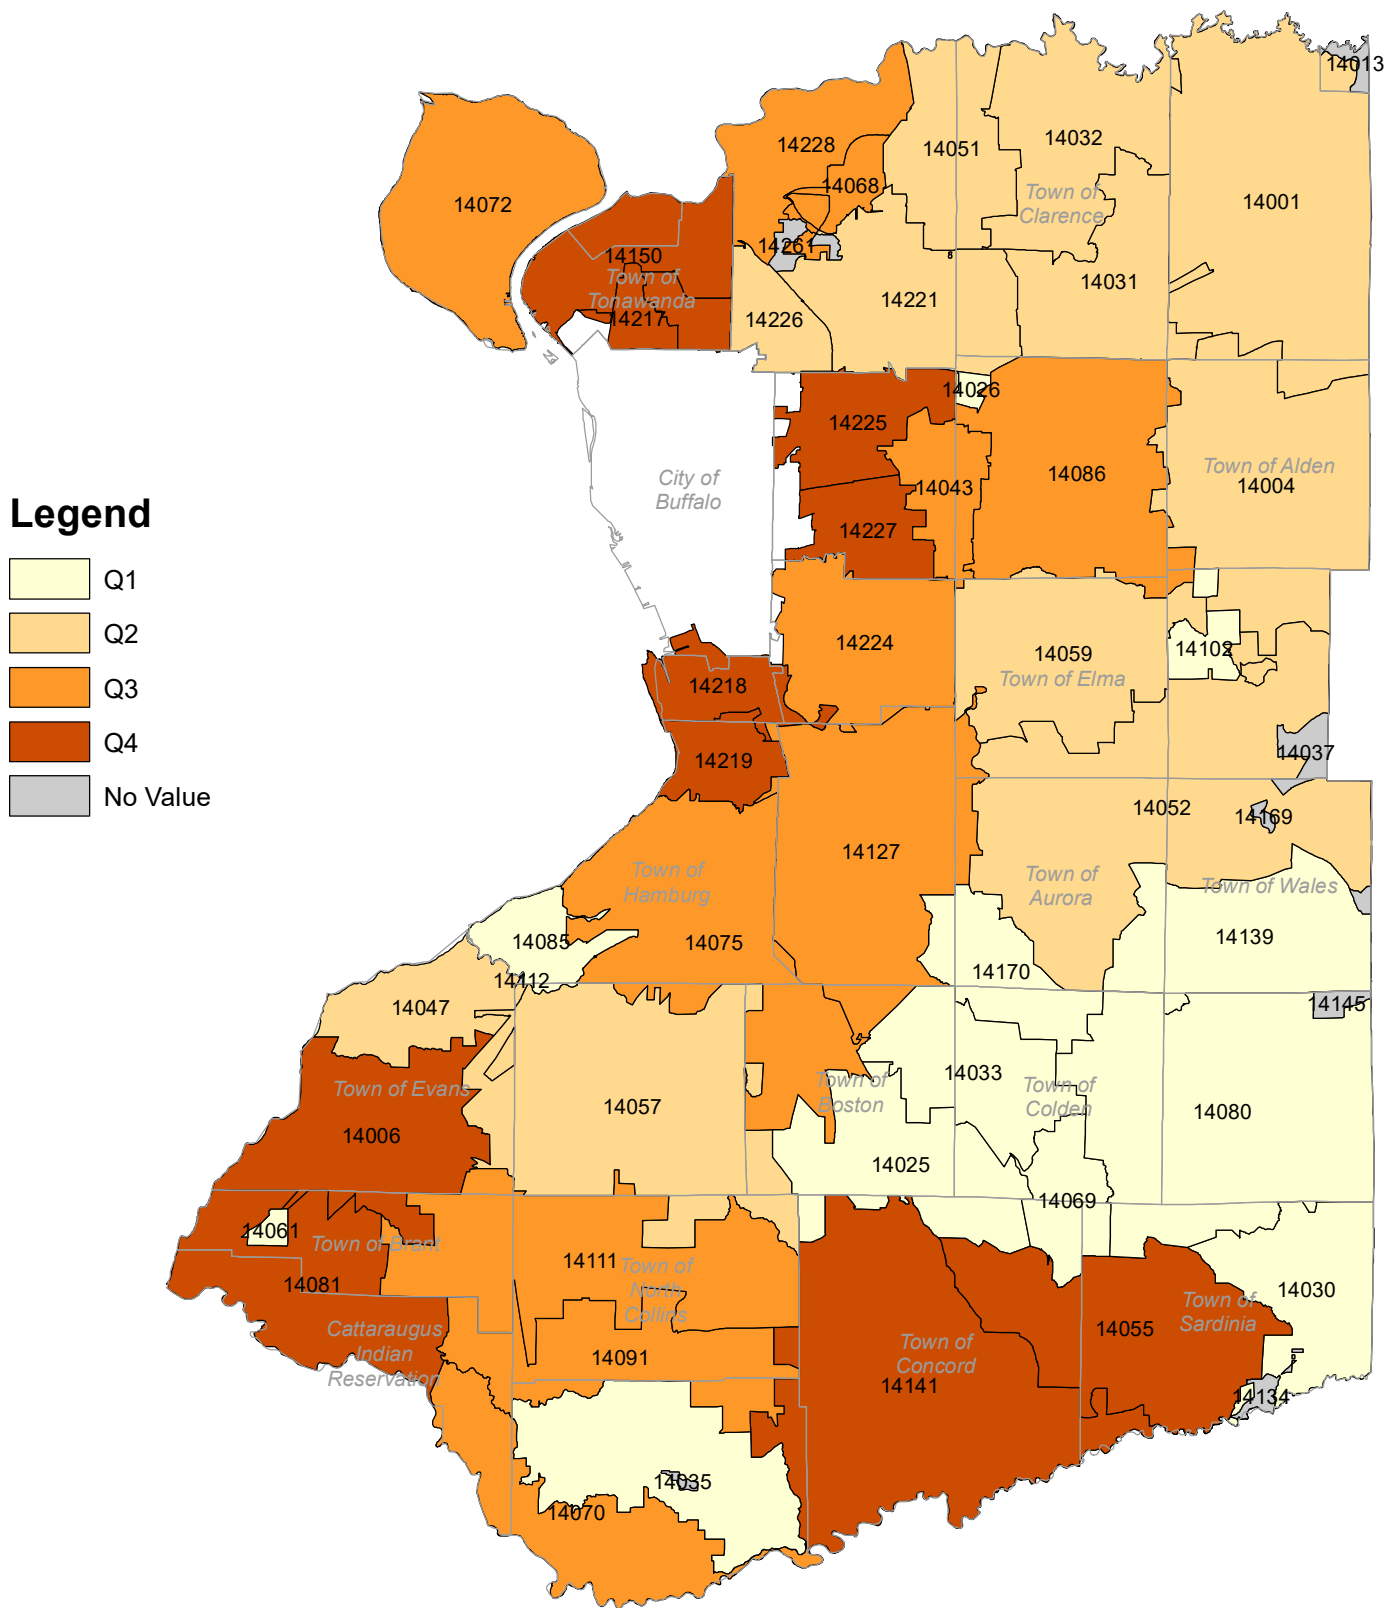 14013
14228
14032
14051
14068
Town of
Clarence
14001
14072
14261
14150
Town of
Tonawanda
14031
14221
14217
14226
14026
14225
Town of Alden
14086
14004
City of
Buffalo
14043
14227
Legend
Q1
Q2
Q3
Q4
No Value
14224
14102
14059
Town of Elma
14218
14037
14219
14052
14169
14127
Town of
Hamburg
Town of
Aurora
Town of Wales
14085
14075
14139
14170
14112
14047
14145
14033
Town of Evans
Town of
Boston
Town of
Colden
14057
14080
14006
14025
14069
14061
Town of Brant
14111
Town of
North
Collins
14081
14030
Town of
Sardinia
14055
Cattaraugus
Indian
Reservation
Town of
Concord
14091
14141
14134
14035
14070